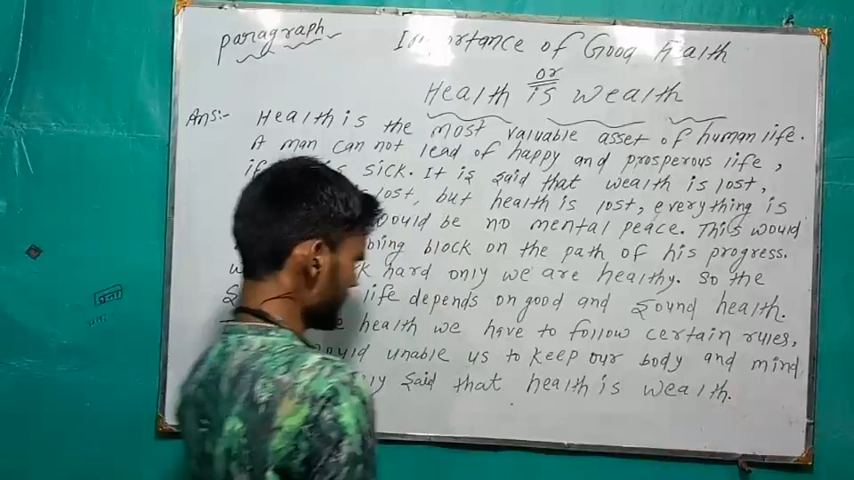 paragraph Importance of Good Health
or
Health is Wealth
Ans:- Health is the most valuable asset of human life.
A man can not lead of happy and prosperous life,
if is sick. It is said that wealth is lost,
lost, but health is lost, everything is
would be no mental peace. This would
block on the path of his progress.
hard only we are healthy. So the
life depends on good and sound health.
health we have to follow certain rules,
would unable us to keep our body and mind
said that health is wealth.